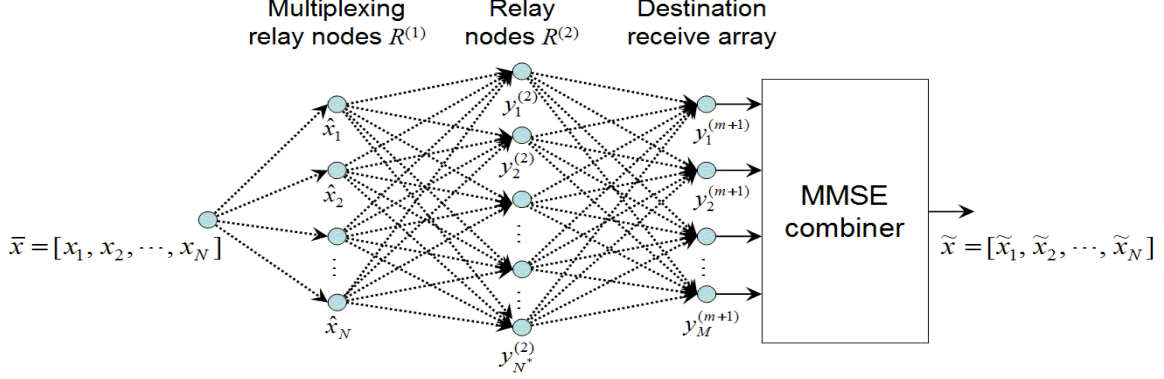 Multiplexing
relay nodes R^{(1)}
Relay
nodes R^{(2)}
Destination
receive array
x̂_1
x̂_2
⋮
x̂_N
y_1^{(2)}
y_2^{(2)}
⋮
⋮
y_{N^*}^{(2)}
y_1^{(m+1)}
y_2^{(m+1)}
⋮
y_M^{(m+1)}
x̄ = [x_1, x_2, ⋯, x_N]
MMSE
combiner
x̃ = [x̃_1, x̃_2, ⋯, x̃_N]